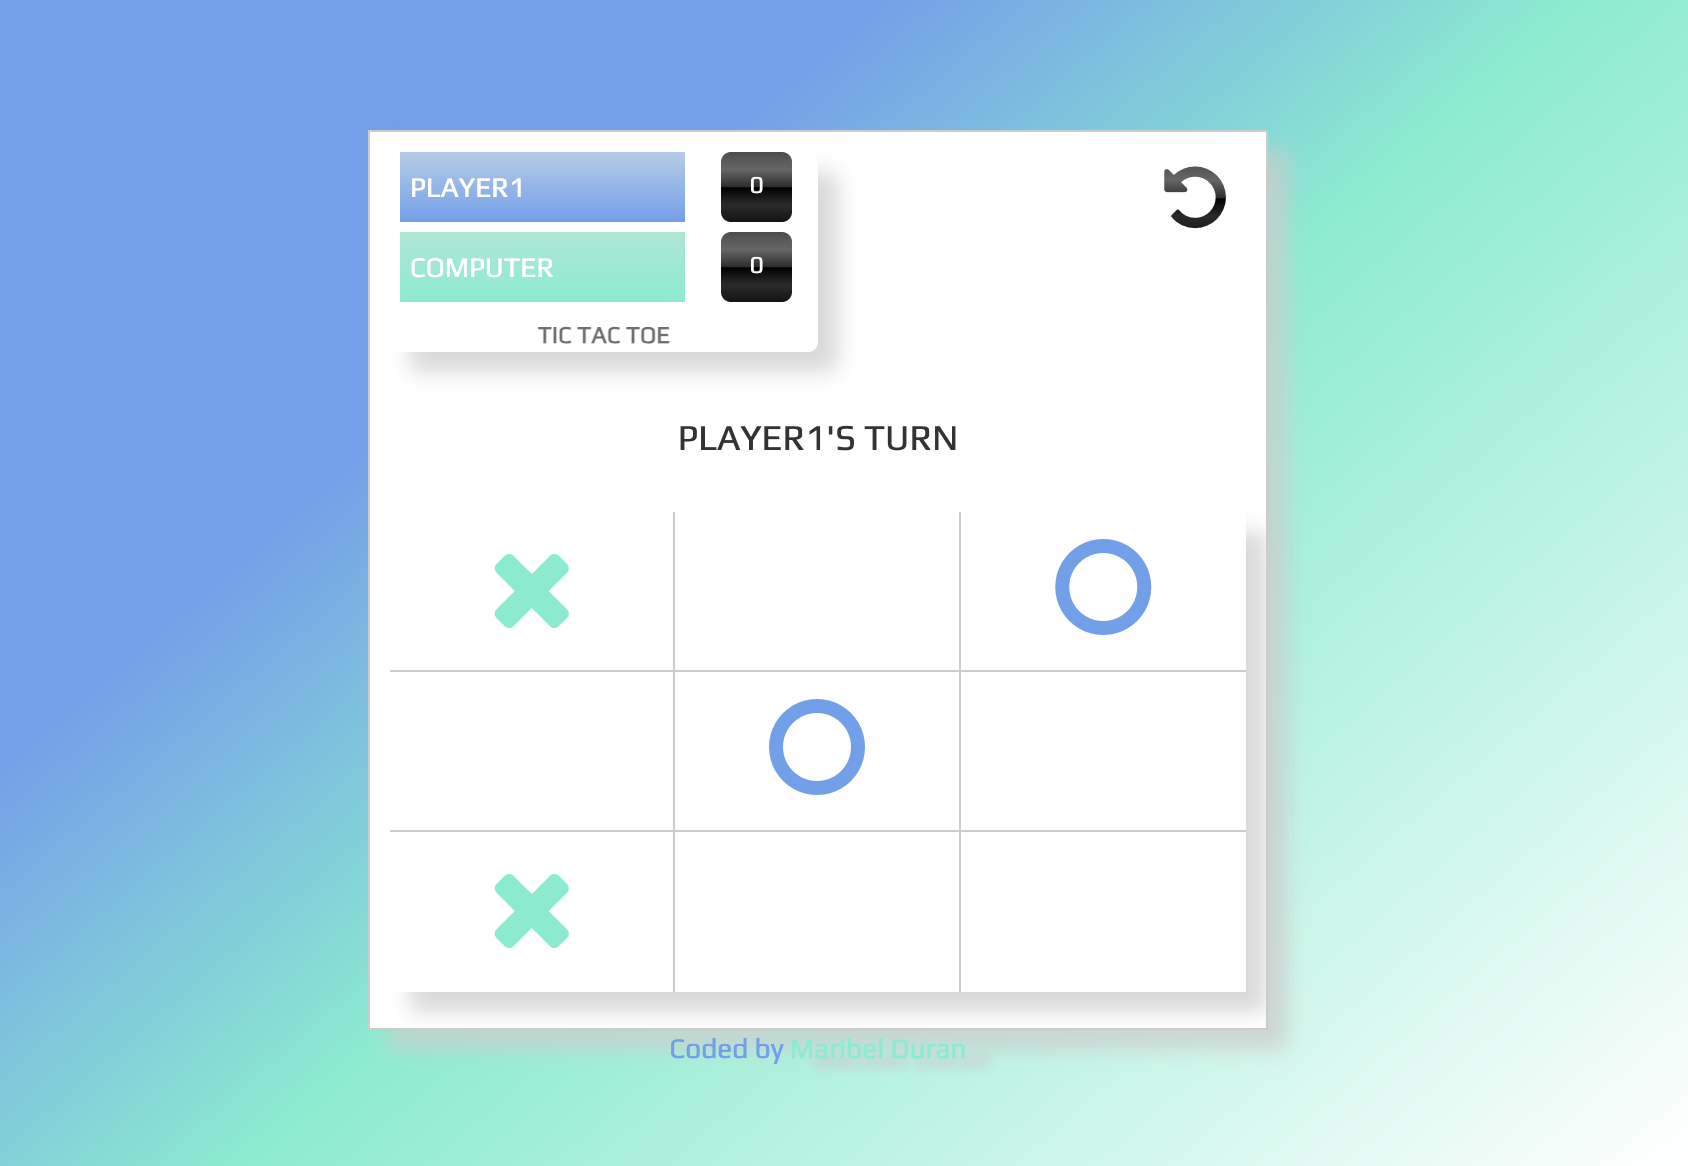 PLAYER1
0
COMPUTER
0
TIC TAC TOE
PLAYER1'S TURN
Coded by Maribel Duran